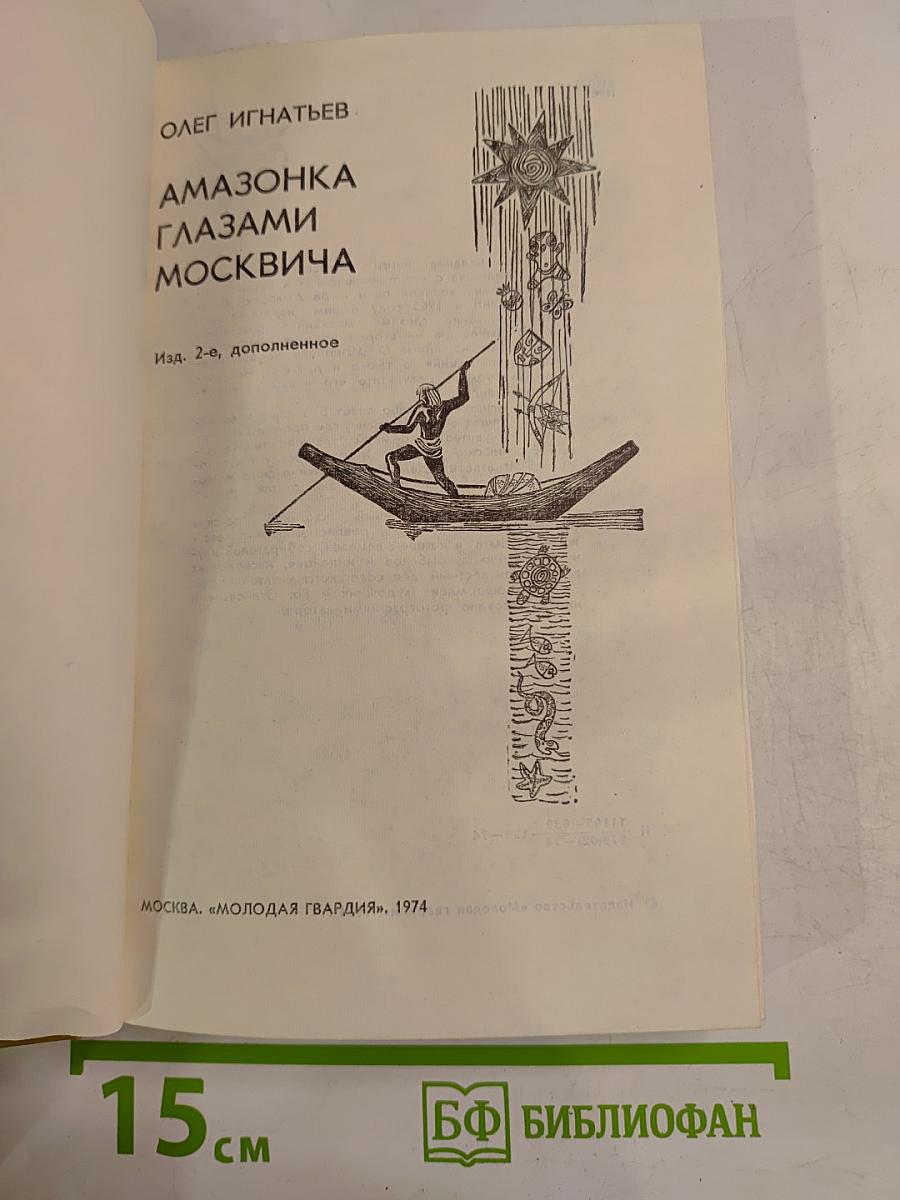 ОЛЕГ ИГНАТЬЕВ
АМАЗОНКА
ГЛАЗАМИ
МОСКВИЧА
Изд. 2-е, дополненное
МОСКВА. «МОЛОДАЯ ГВАРДИЯ». 1974
15 см
БФ БИБЛИОФАН